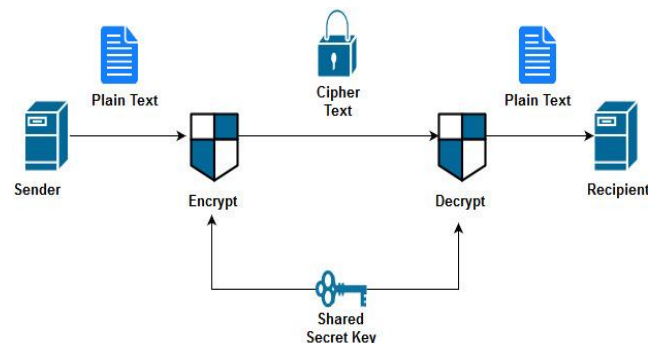 Plain Text
Cipher
Text
Plain Text
Sender
Encrypt
Decrypt
Recipient
Shared
Secret Key